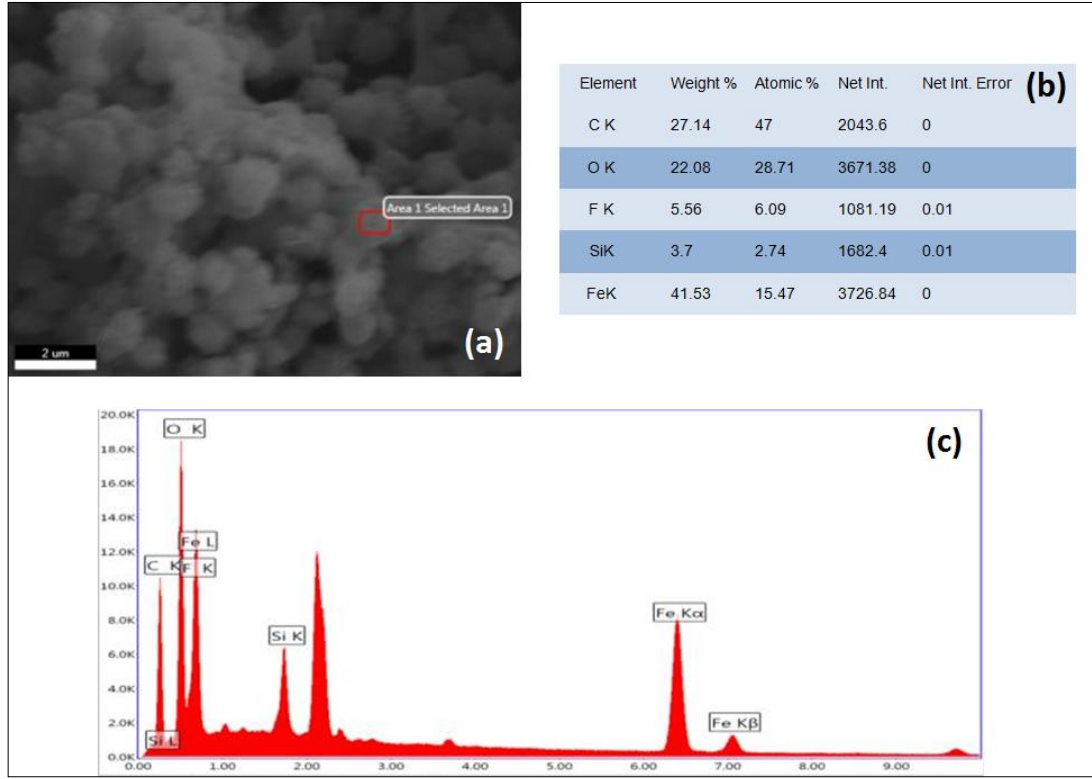 Area 1 Selected Area 1
2 um
(a)
Element Weight % Atomic % Net Int. Net Int. Error
(b)
C K 27.14 47 2043.6 0
O K 22.08 28.71 3671.38 0
F K 5.56 6.09 1081.19 0.01
SiK 3.7 2.74 1682.4 0.01
FeK 41.53 15.47 3726.84 0
(c)
20.0K
18.0K
16.0K
14.0K
12.0K
10.0K
8.0K
6.0K
4.0K
2.0K
0.0K
O K
Fe L
C K
F K
Si K
Si L
Fe Kα
Fe Kβ
0.00 1.00 2.00 3.00 4.00 5.00 6.00 7.00 8.00 9.00